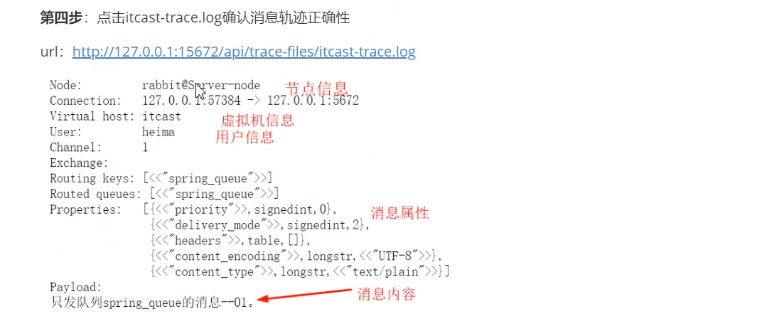 第四步：点击itcast-trace.log确认消息轨迹正确性
url：http://127.0.0.1:15672/api/trace-files/itcast-trace.log
Node: rabbit@Server-node 节点信息
Connection: 127.0.0.1:57384 -> 127.0.0.1:5672
Virtual host: itcast 虚拟机信息
User: heima 用户信息
Channel: 1
Exchange:
Routing keys: [<<"spring_queue">>]
Routed queues: [<<"spring_queue">>]
Properties: [{<<"priority">>,signedint,0}, 消息属性
{<<"delivery_mode">>,signedint,2},
{<<"headers">>,table,[]},
{<<"content_encoding">>,longstr,<<"UTF-8">>},
{<<"content_type">>,longstr,<<"text/plain">>}]
Payload:
只发队列spring_queue的消息--01。 消息内容